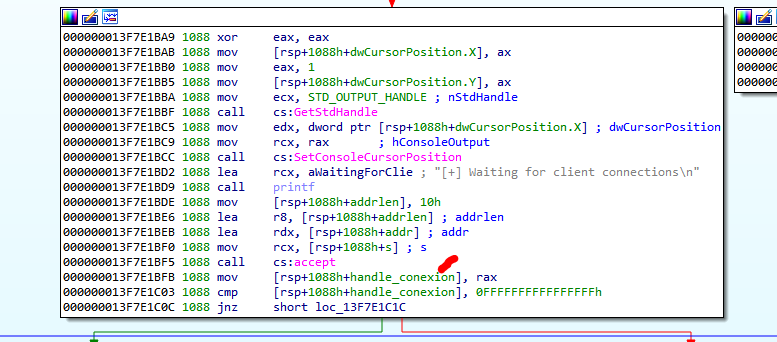 000000013F7E1BA9 1088 xor     eax, eax
000000013F7E1BAB 1088 mov     [rsp+1088h+dwCursorPosition.X], ax
000000013F7E1BB0 1088 mov     eax, 1
000000013F7E1BB5 1088 mov     [rsp+1088h+dwCursorPosition.Y], ax
000000013F7E1BBA 1088 mov     ecx, STD_OUTPUT_HANDLE ; nStdHandle
000000013F7E1BBF 1088 call    cs:GetStdHandle
000000013F7E1BC5 1088 mov     edx, dword ptr [rsp+1088h+dwCursorPosition.X] ; dwCursorPosition
000000013F7E1BC9 1088 mov     rcx, rax        ; hConsoleOutput
000000013F7E1BCC 1088 call    cs:SetConsoleCursorPosition
000000013F7E1BD2 1088 lea     rcx, aWaitingForClie ; "[+] Waiting for client connections\n"
000000013F7E1BD9 1088 call    printf
000000013F7E1BDE 1088 mov     [rsp+1088h+addrlen], 10h
000000013F7E1BE6 1088 lea     r8, [rsp+1088h+addrlen] ; addrlen
000000013F7E1BEB 1088 lea     rdx, [rsp+1088h+addr] ; addr
000000013F7E1BF0 1088 mov     rcx, [rsp+1088h+s] ; s
000000013F7E1BF5 1088 call    cs:accept
000000013F7E1BFB 1088 mov     [rsp+1088h+handle_conexion], rax
000000013F7E1C03 1088 cmp     [rsp+1088h+handle_conexion], 0FFFFFFFFFFFFFFFFh
000000013F7E1C0C 1088 jnz     short loc_13F7E1C1C